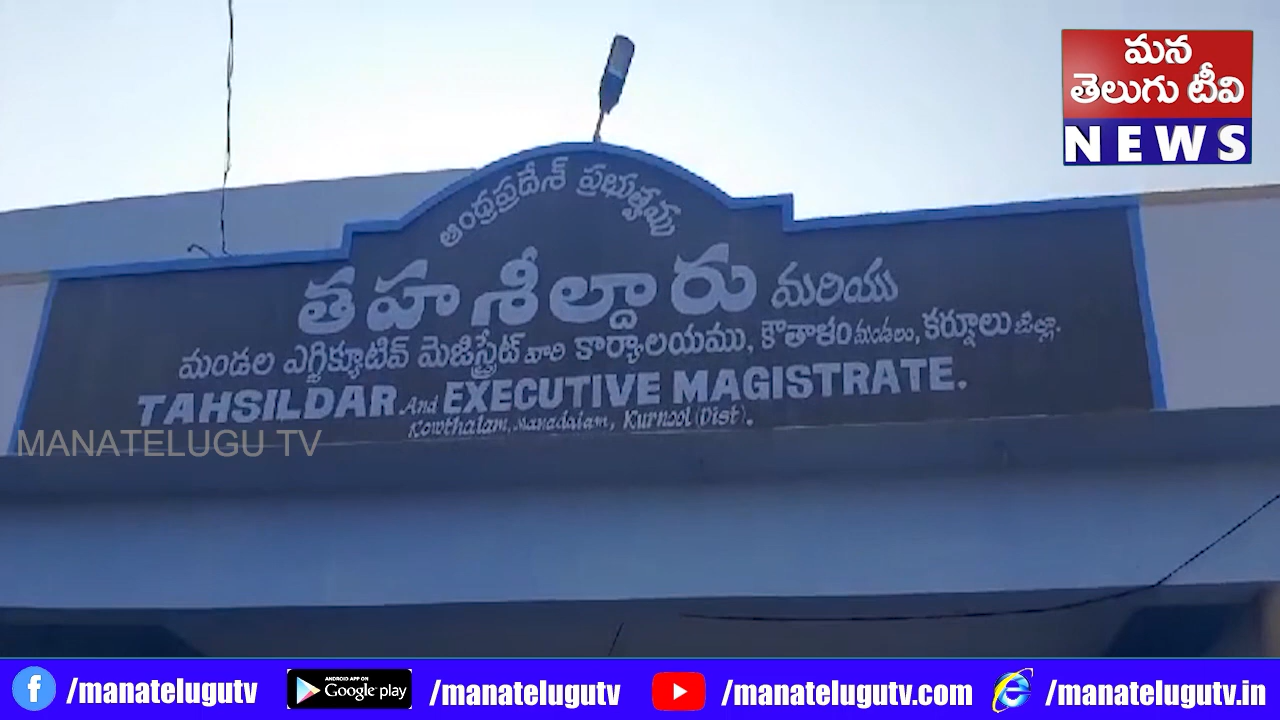 మన
తెలుగు టీవి
NEWS
ఆంధ్రప్రదేశ్ ప్రభుత్వము
తహశీల్దారు మరియు
మండల ఎగ్జిక్యూటివ్ మెజిస్ట్రేట్ వారి కార్యాలయము, కౌతాళం మండలం, కర్నూలు జిల్లా.
TAHSILDAR And EXECUTIVE MAGISTRATE.
Kowthalam, Manadalam, Kurnool (Dist).
MANATELUGU TV
f /manatelugutv ANDROID APP ON Google play /manatelugutv /manatelugutv.com /manatelugutv.in